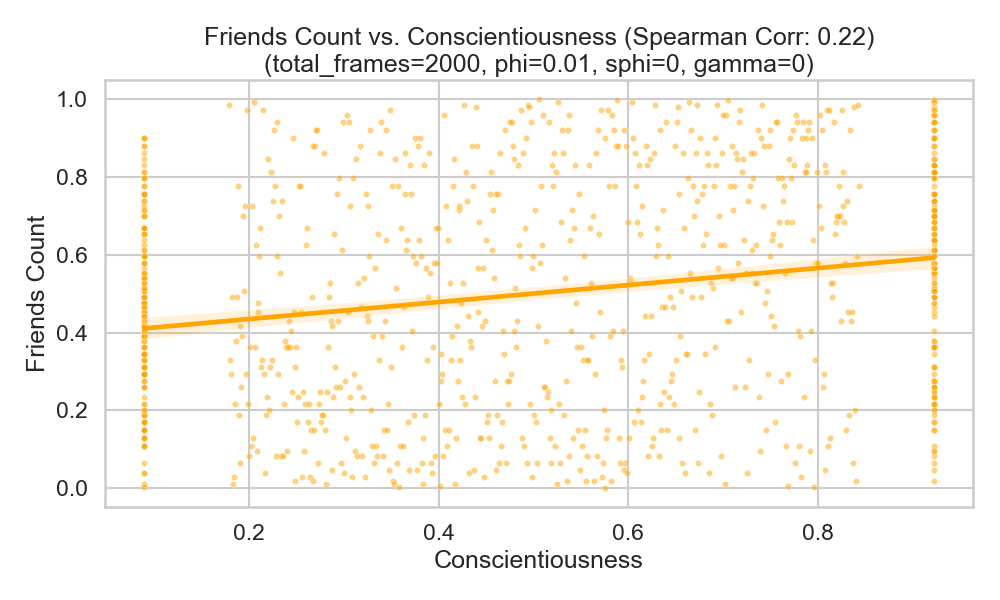 Friends Count vs. Conscientiousness (Spearman Corr: 0.22)
(total_frames=2000, phi=0.01, sphi=0, gamma=0)
1.0
0.8
0.6
0.4
0.2
0.0
Friends Count
0.2 0.4 0.6 0.8
Conscientiousness